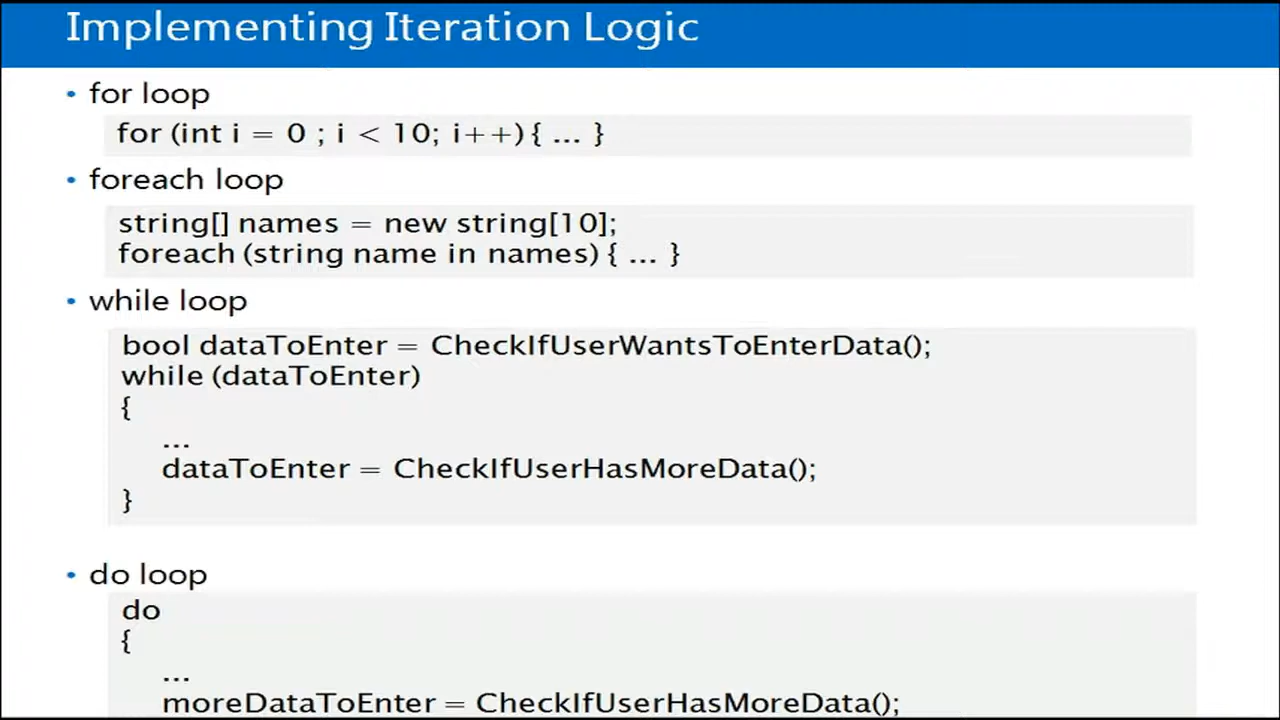 Implementing Iteration Logic
• for loop
for (int i = 0 ; i < 10; i++) { ... }
• foreach loop
string[] names = new string[10];
foreach (string name in names) { ... }
• while loop
bool dataToEnter = CheckIfUserWantsToEnterData();
while (dataToEnter)
{
...
dataToEnter = CheckIfUserHasMoreData();
}
• do loop
do
{
...
moreDataToEnter = CheckIfUserHasMoreData();